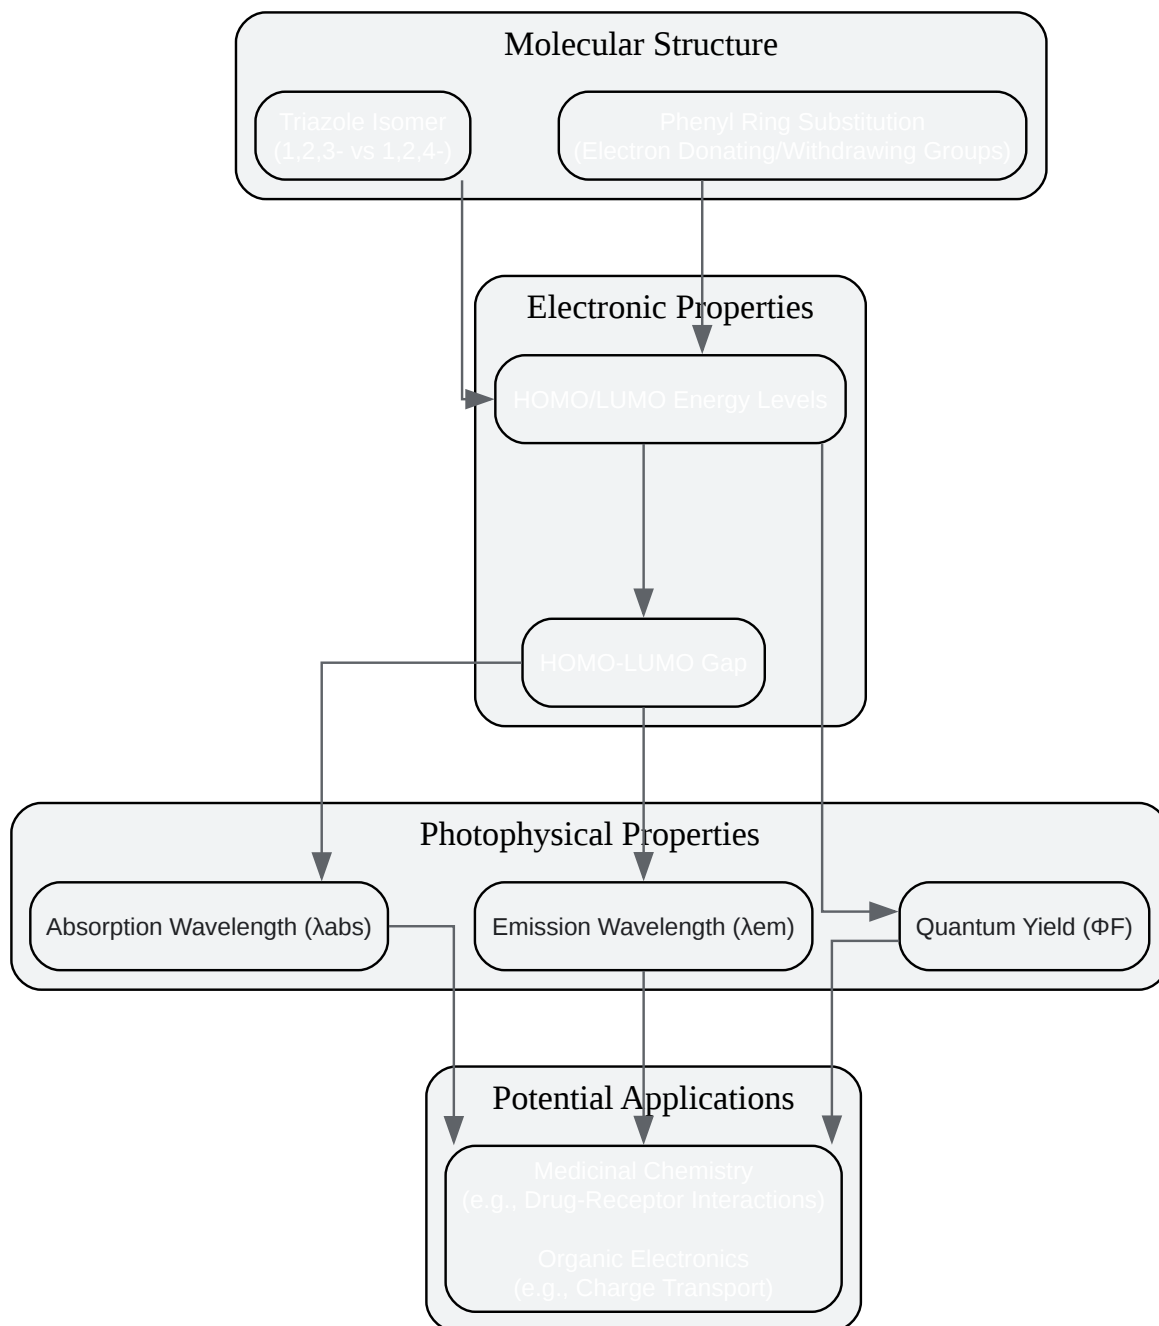 Molecular Structure
Triazole Isomer
(1,2,3- vs 1,2,4-)
Phenyl Ring Substitution
(Electron Donating/Withdrawing Groups)
Electronic Properties
HOMO/LUMO Energy Levels
HOMO-LUMO Gap
Photophysical Properties
Absorption Wavelength (λabs)
Emission Wavelength (λem)
Quantum Yield (ΦF)
Potential Applications
Medicinal Chemistry
(e.g., Drug-Receptor Interactions)
Organic Electronics
(e.g., Charge Transport)